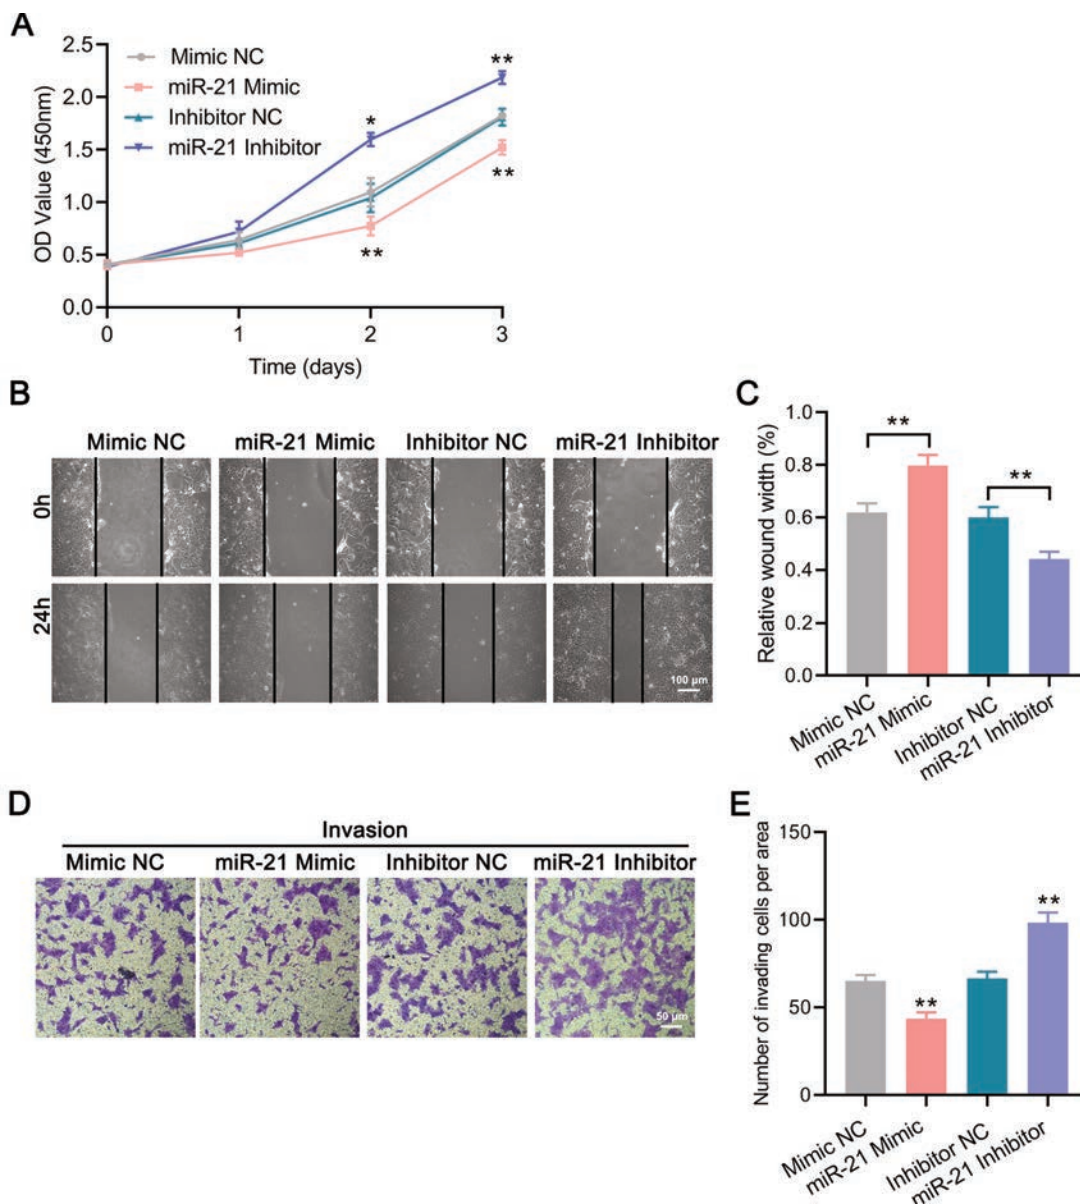 A
2.5
2.0
1.5
1.0
0.5
0.0
OD Value (450nm)
Mimic NC
miR-21 Mimic
Inhibitor NC
miR-21 Inhibitor
*
**
**
**
0
1
2
3
Time (days)
B
Mimic NC
miR-21 Mimic
Inhibitor NC
miR-21 Inhibitor
0h
24h
100 µm
C
1.0
0.8
0.6
0.4
0.2
0.0
Relative wound width (%)
**
**
Mimic NC
miR-21 Mimic
Inhibitor NC
miR-21 Inhibitor
D
Invasion
Mimic NC
miR-21 Mimic
Inhibitor NC
miR-21 Inhibitor
50 µm
E
150
100
50
0
Number of invading cells per area
**
**
Mimic NC
miR-21 Mimic
Inhibitor NC
miR-21 Inhibitor